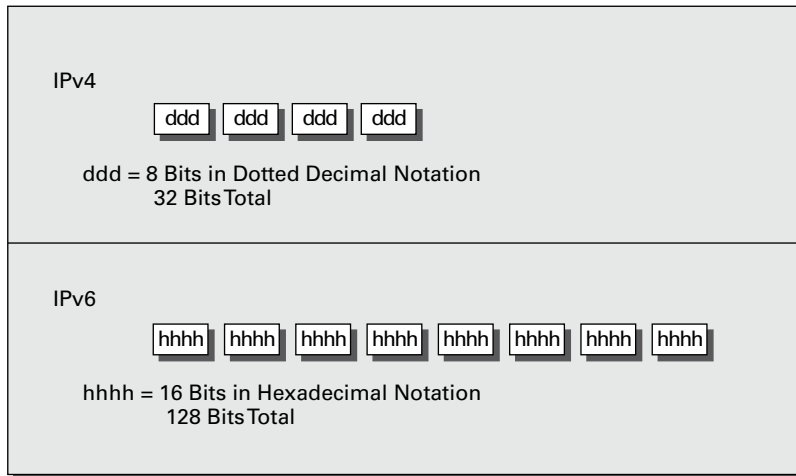 IPv4
ddd ddd ddd ddd
ddd = 8 Bits in Dotted Decimal Notation
32 Bits Total
IPv6
hhhh hhhh hhhh hhhh hhhh hhhh hhhh hhhh
hhhh = 16 Bits in Hexadecimal Notation
128 Bits Total